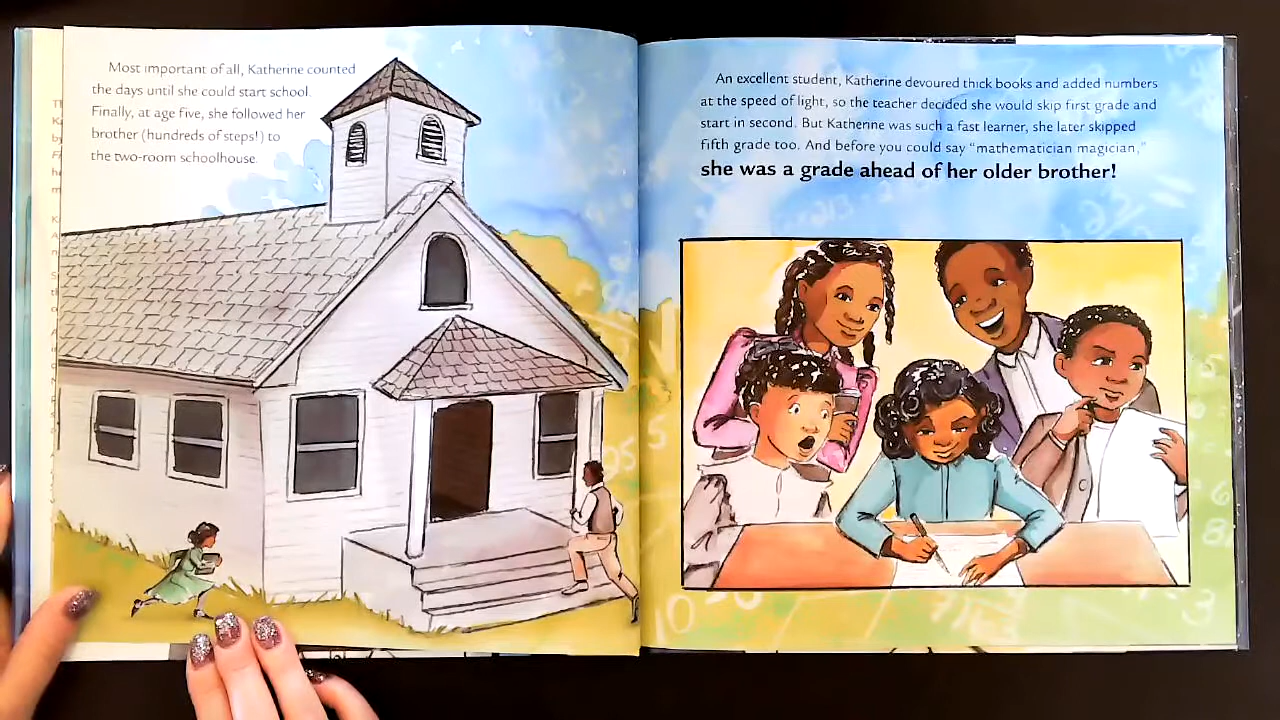 Most important of all, Katherine counted
the days until she could start school.
Finally, at age five, she followed her
brother (hundreds of steps!) to
the two-room schoolhouse.
An excellent student, Katherine devoured thick books and added numbers
at the speed of light, so the teacher decided she would skip first grade and
start in second. But Katherine was such a fast learner, she later skipped
fifth grade too. And before you could say “mathematician magician,”
she was a grade ahead of her older brother!